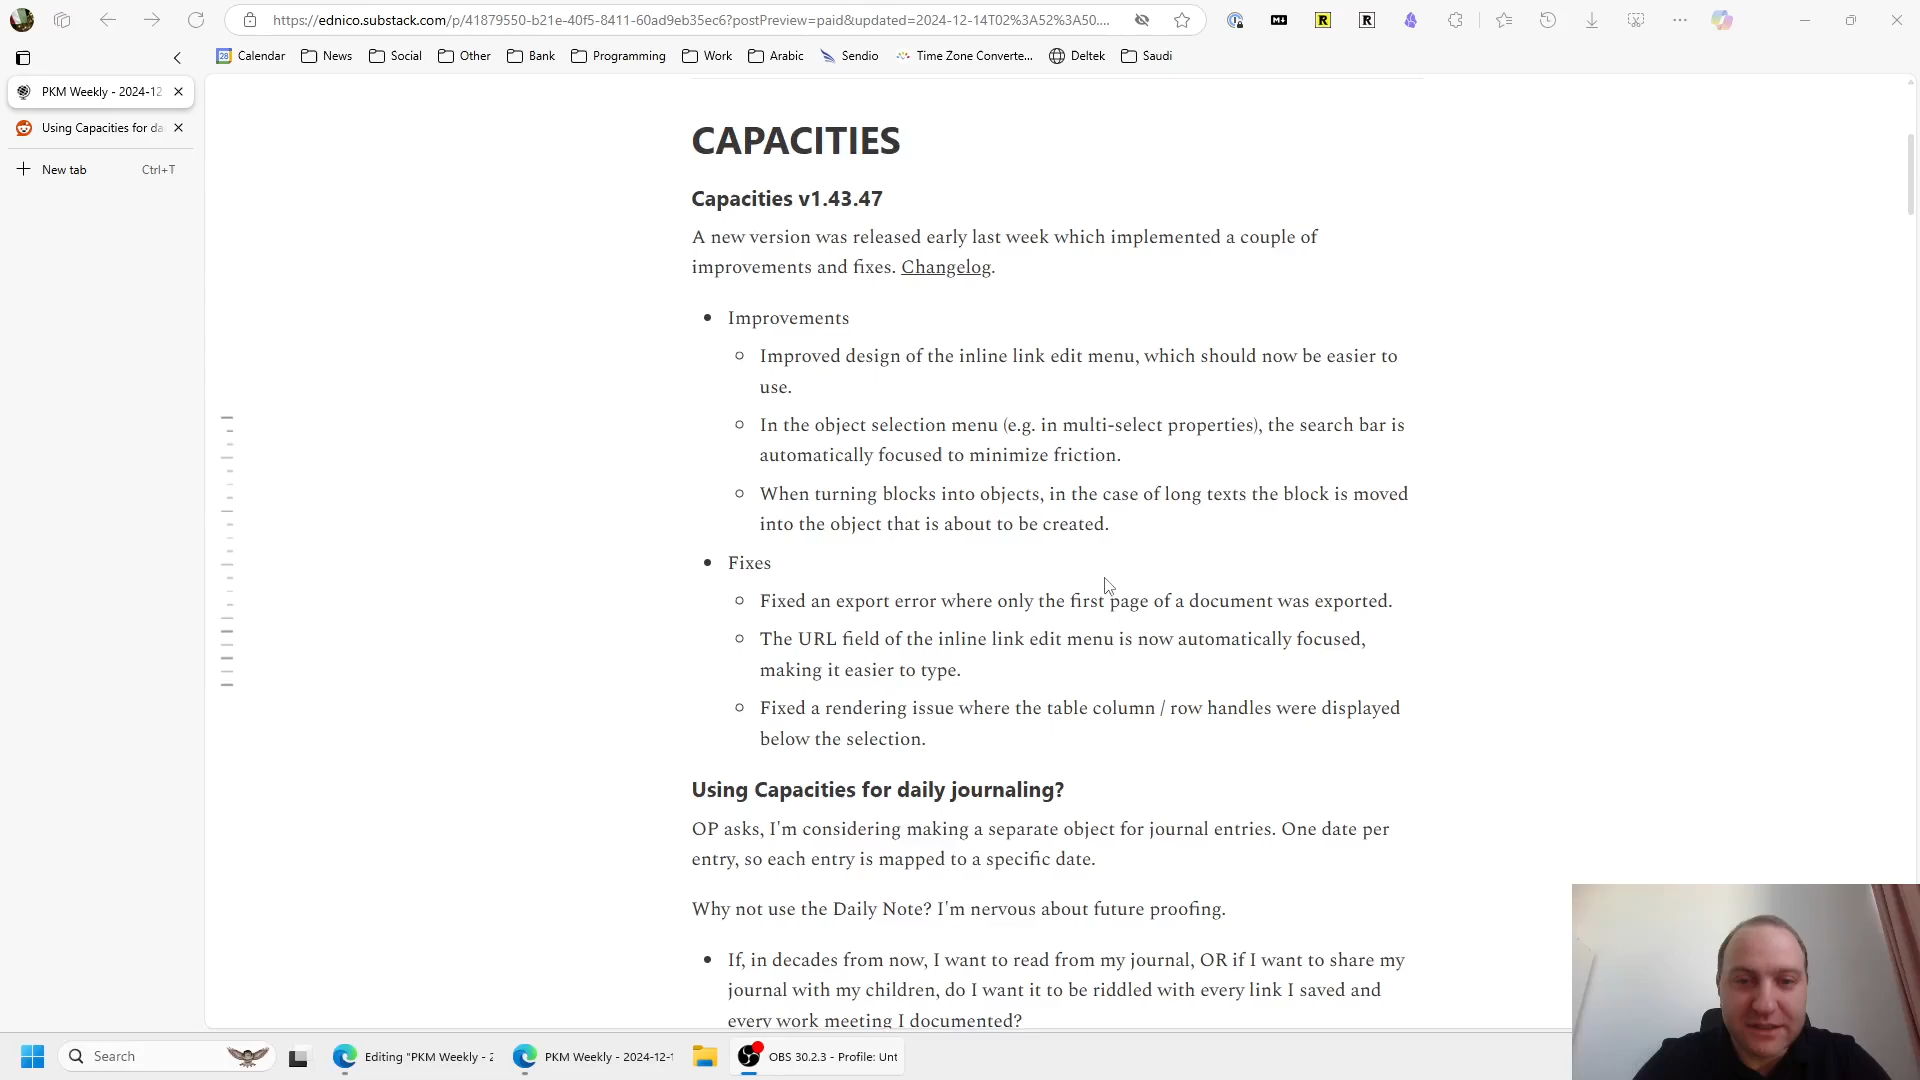 https://ednico.substack.com/p/41879550-b21e-40f5-8411-60ad9eb35ec6?postPreview=paid&updated=2024-12-14T02%3A52%3A50....
Calendar News Social Other Bank Programming Work Arabic Sendio Time Zone Converte... Deltek Saudi
PKM Weekly - 2024-12
Using Capacities for da
New tab Ctrl+T
CAPACITIES
Capacities v1.43.47
A new version was released early last week which implemented a couple of
improvements and fixes. Changelog.
• Improvements
◦ Improved design of the inline link edit menu, which should now be easier to
use.
◦ In the object selection menu (e.g. in multi-select properties), the search bar is
automatically focused to minimize friction.
◦ When turning blocks into objects, in the case of long texts the block is moved
into the object that is about to be created.
• Fixes
◦ Fixed an export error where only the first page of a document was exported.
◦ The URL field of the inline link edit menu is now automatically focused,
making it easier to type.
◦ Fixed a rendering issue where the table column / row handles were displayed
below the selection.
Using Capacities for daily journaling?
OP asks, I'm considering making a separate object for journal entries. One date per
entry, so each entry is mapped to a specific date.
Why not use the Daily Note? I'm nervous about future proofing.
• If, in decades from now, I want to read from my journal, OR if I want to share my
journal with my children, do I want it to be riddled with every link I saved and
every work meeting I documented?
Search Editing "PKM Weekly - 2 PKM Weekly - 2024-12-1 OBS 30.2.3 - Profile: Unt